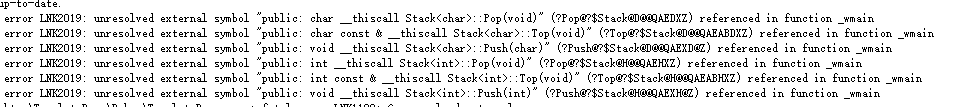 up-to-date.
error LNK2019: unresolved external symbol "public: char __thiscall Stack<char>::Pop(void)" (?Pop@?$Stack@D@@QAEDXZ) referenced in function _wmain
error LNK2019: unresolved external symbol "public: char const & __thiscall Stack<char>::Top(void)" (?Top@?$Stack@D@@QAEABDXZ) referenced in function _wmain
error LNK2019: unresolved external symbol "public: void __thiscall Stack<char>::Push(char)" (?Push@?$Stack@D@@QAEXD@Z) referenced in function _wmain
error LNK2019: unresolved external symbol "public: int __thiscall Stack<int>::Pop(void)" (?Pop@?$Stack@H@@QAEHXZ) referenced in function _wmain
error LNK2019: unresolved external symbol "public: int const & __thiscall Stack<int>::Top(void)" (?Top@?$Stack@H@@QAEABHXZ) referenced in function _wmain
error LNK2019: unresolved external symbol "public: void __thiscall Stack<int>::Push(int)" (?Push@?$Stack@H@@QAEXH@Z) referenced in function _wmain